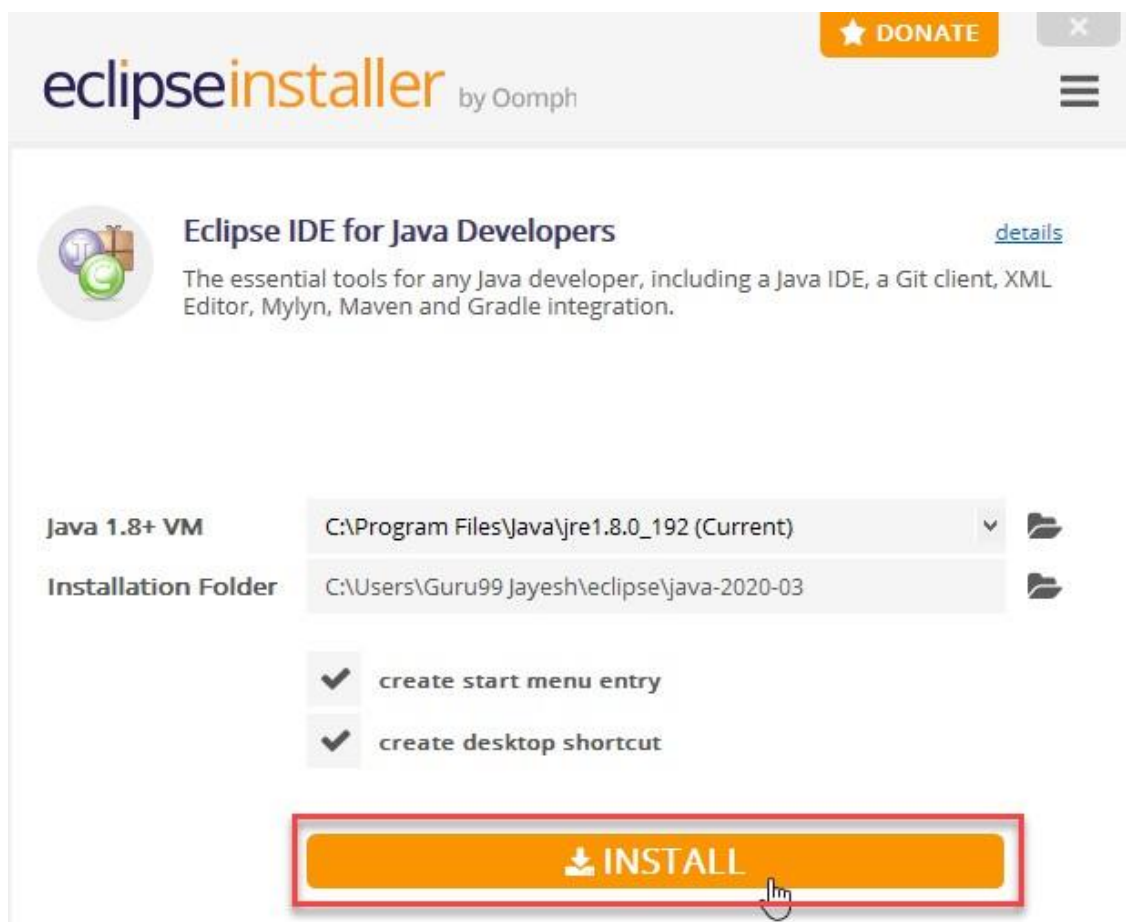 DONATE
eclipseinstaller by Oomph
Eclipse IDE for Java Developers
details
The essential tools for any Java developer, including a Java IDE, a Git client, XML
Editor, Mylyn, Maven and Gradle integration.
Java 1.8+ VM
C:\Program Files\Java\jre1.8.0_192 (Current)
Installation Folder
C:\Users\Guru99 Jayesh\eclipse\java-2020-03
create start menu entry
create desktop shortcut
INSTALL